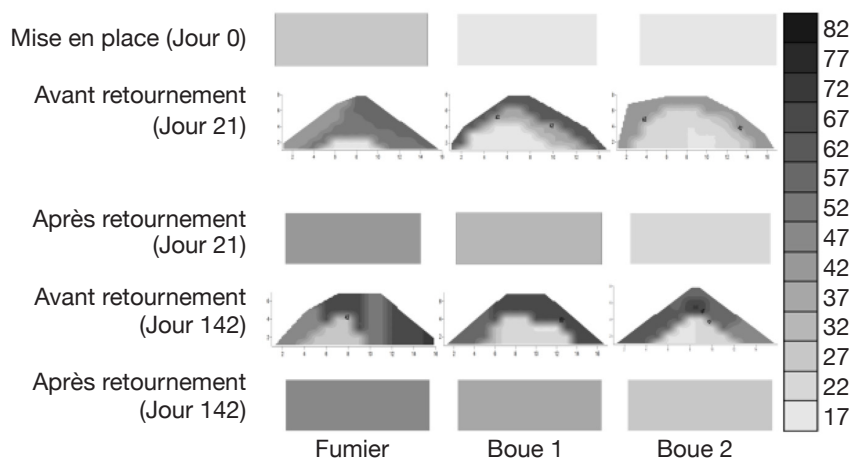 Mise en place (Jour 0)
Avant retournement
(Jour 21)
Après retournement
(Jour 21)
Avant retournement
(Jour 142)
Après retournement
(Jour 142)
Fumier Boue 1 Boue 2
82
77
72
67
62
57
52
47
42
37
32
27
22
17